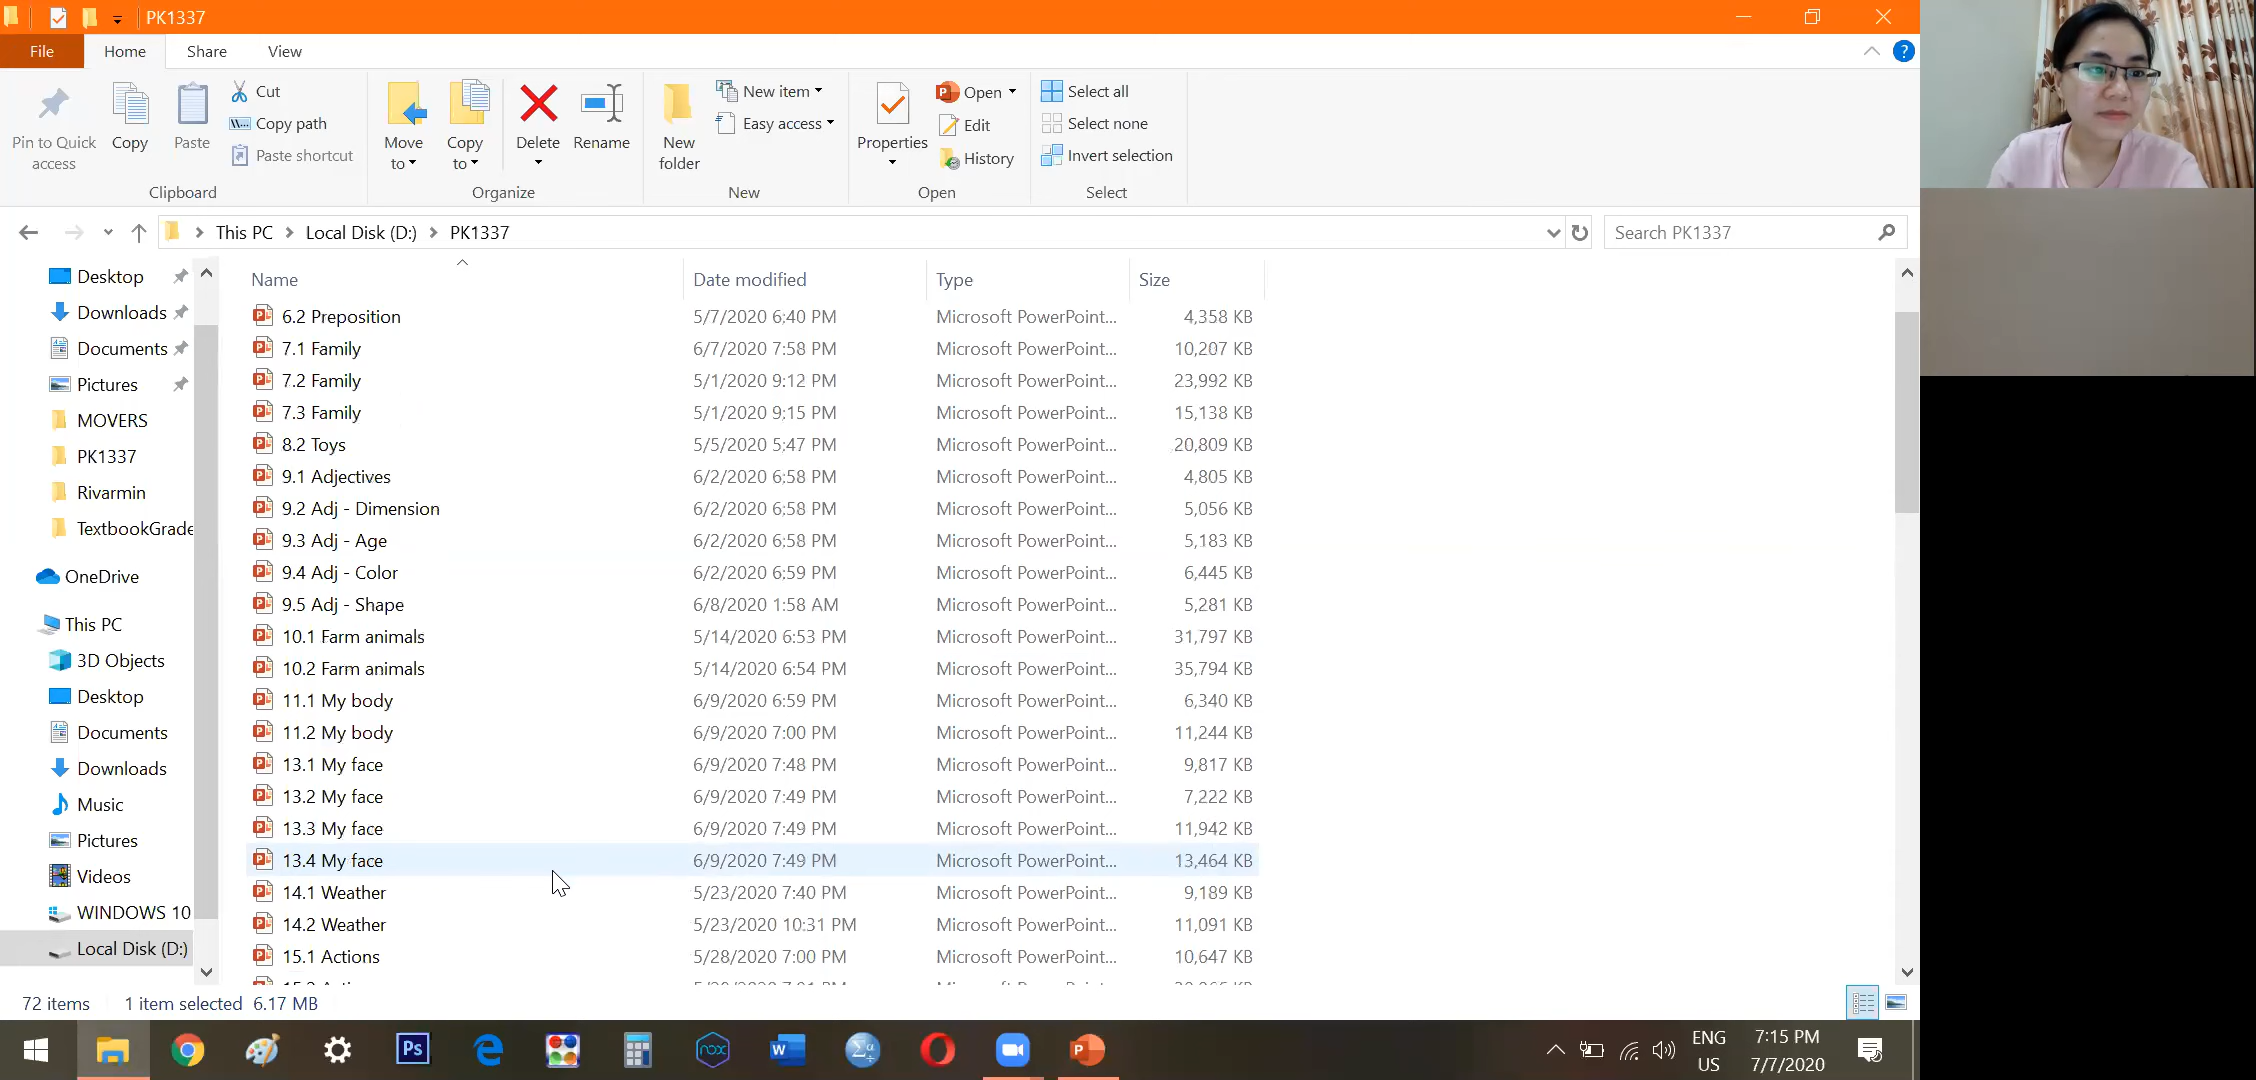 PK1337
File Home Share View
Pin to Quick access
Copy
Paste
Cut
Copy path
Paste shortcut
Clipboard
Move to
Copy to
Delete
Rename
Organize
New folder
New item
Easy access
New
Properties
Open
Edit
History
Open
Select all
Select none
Invert selection
Select
This PC Local Disk (D:) PK1337
Search PK1337
Desktop
Downloads
Documents
Pictures
MOVERS
PK1337
Rivarmin
TextbookGrade
OneDrive
This PC
3D Objects
Desktop
Documents
Downloads
Music
Pictures
Videos
WINDOWS 10
Local Disk (D:)
Name Date modified Type Size
6.2 Preposition 5/7/2020 6:40 PM Microsoft PowerPoint... 4,358 KB
7.1 Family 6/7/2020 7:58 PM Microsoft PowerPoint... 10,207 KB
7.2 Family 5/1/2020 9:12 PM Microsoft PowerPoint... 23,992 KB
7.3 Family 5/1/2020 9:15 PM Microsoft PowerPoint... 15,138 KB
8.2 Toys 5/5/2020 5:47 PM Microsoft PowerPoint... 20,809 KB
9.1 Adjectives 6/2/2020 6:58 PM Microsoft PowerPoint... 4,805 KB
9.2 Adj - Dimension 6/2/2020 6:58 PM Microsoft PowerPoint... 5,056 KB
9.3 Adj - Age 6/2/2020 6:58 PM Microsoft PowerPoint... 5,183 KB
9.4 Adj - Color 6/2/2020 6:59 PM Microsoft PowerPoint... 6,445 KB
9.5 Adj - Shape 6/8/2020 1:58 AM Microsoft PowerPoint... 5,281 KB
10.1 Farm animals 5/14/2020 6:53 PM Microsoft PowerPoint... 31,797 KB
10.2 Farm animals 5/14/2020 6:54 PM Microsoft PowerPoint... 35,794 KB
11.1 My body 6/9/2020 6:59 PM Microsoft PowerPoint... 6,340 KB
11.2 My body 6/9/2020 7:00 PM Microsoft PowerPoint... 11,244 KB
13.1 My face 6/9/2020 7:48 PM Microsoft PowerPoint... 9,817 KB
13.2 My face 6/9/2020 7:49 PM Microsoft PowerPoint... 7,222 KB
13.3 My face 6/9/2020 7:49 PM Microsoft PowerPoint... 11,942 KB
13.4 My face 6/9/2020 7:49 PM Microsoft PowerPoint... 13,464 KB
14.1 Weather 5/23/2020 7:40 PM Microsoft PowerPoint... 9,189 KB
14.2 Weather 5/23/2020 10:31 PM Microsoft PowerPoint... 11,091 KB
15.1 Actions 5/28/2020 7:00 PM Microsoft PowerPoint... 10,647 KB
72 items 1 item selected 6.17 MB
ENG 7:15 PM
US 7/7/2020